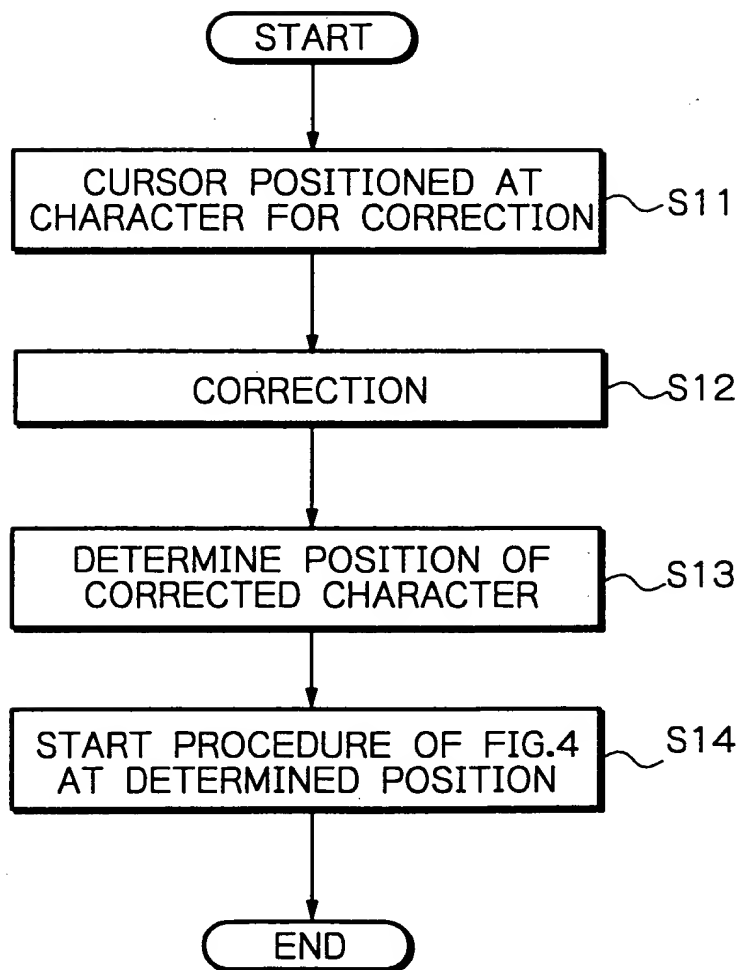 START
CURSOR POSITIONED AT
CHARACTER FOR CORRECTION
S11
CORRECTION
S12
DETERMINE POSITION OF
CORRECTED CHARACTER
S13
START PROCEDURE OF FIG.4
AT DETERMINED POSITION
S14
END